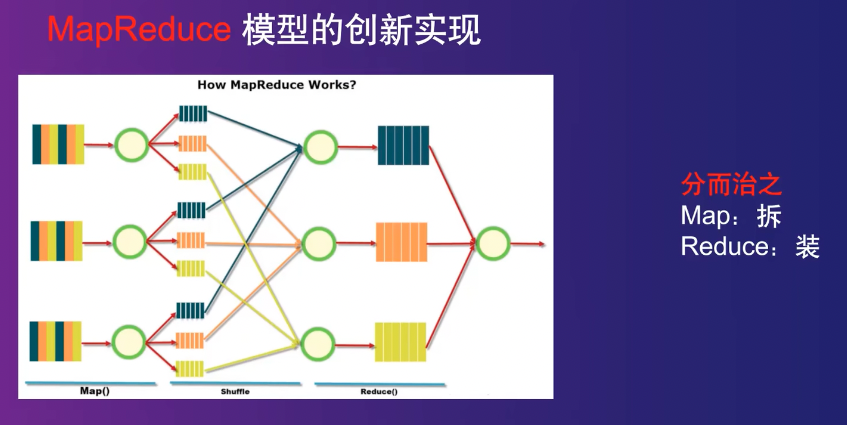 MapReduce 模型的创新实现
How MapReduce Works?
Map()
Shuffle
Reduce()
分而治之
Map：拆
Reduce：装